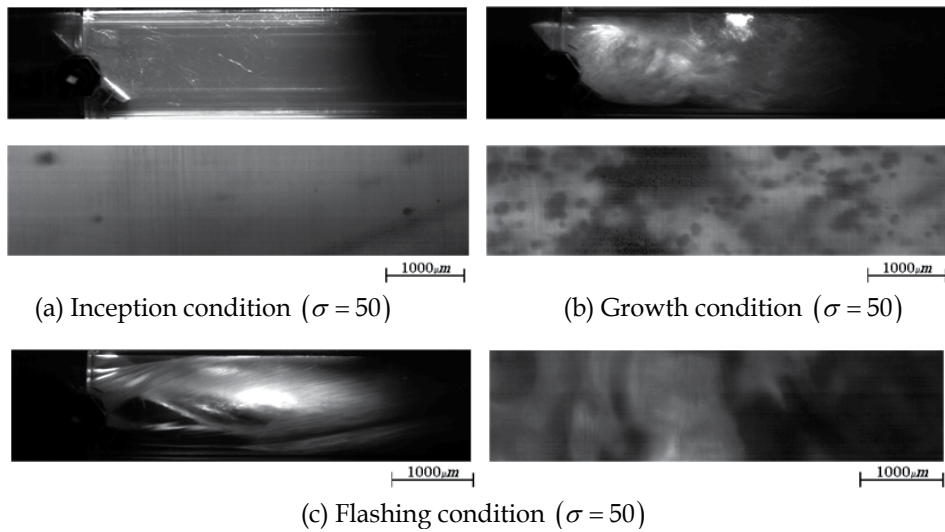 1000μm
1000μm
(a) Inception condition (σ = 50)
(b) Growth condition (σ = 50)
1000μm
1000μm
(c) Flashing condition (σ = 50)